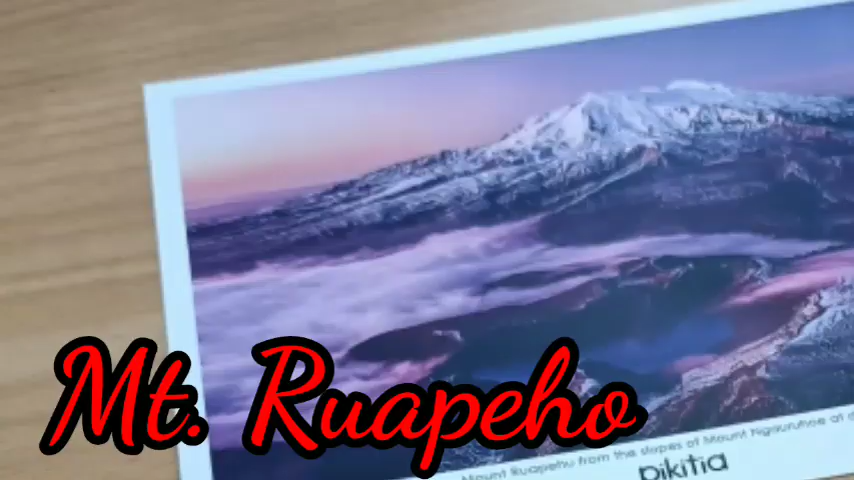 Mt. Ruapeho
Mount Ruapehu from the slopes of Mount Ngauruhoe at d
pikitia